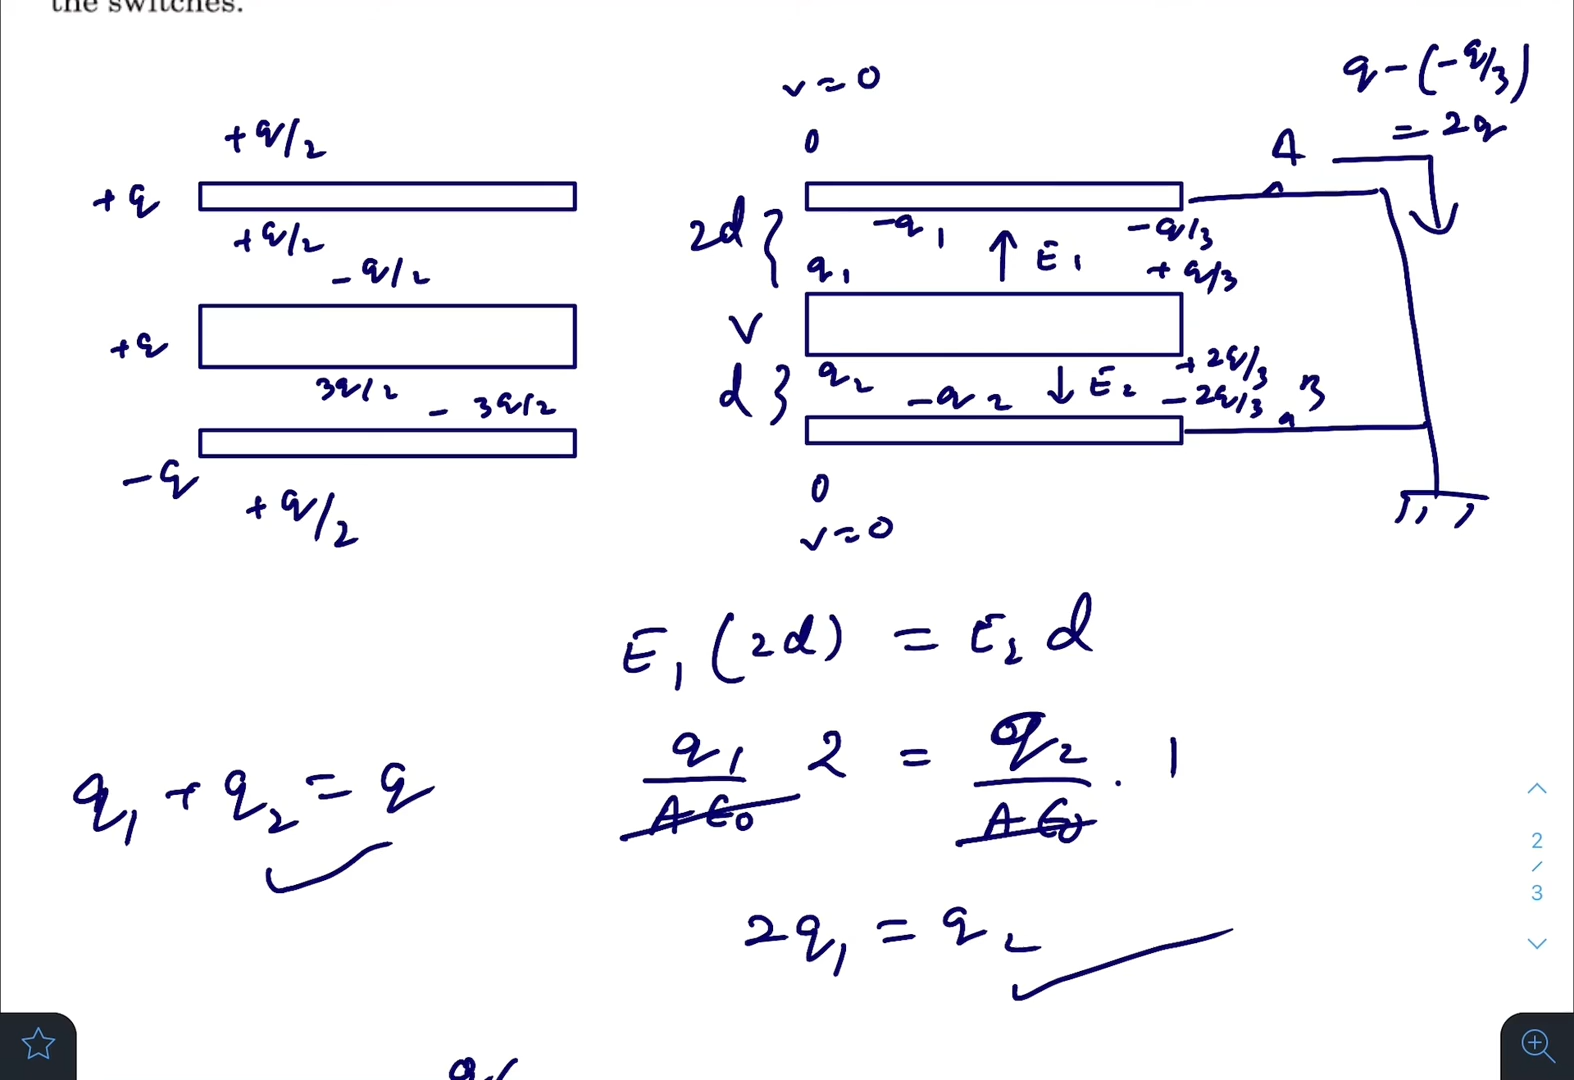 the switches.
v=0
q-(-q/3)
= 2q
+q/2
0
A
+q
+q/2
-q/2
2d
-q1
-q/3
↑ E1
q1
+q/3
+q
v
3q/2
- 3q/2
d
q2
-q2
↓ E2
+2q/3
-2q/3
B
-q
+q/2
0
v=0
E1 (2d) = E2 d
q1/Aϵ0 2 = q2/Aϵ0 . 1
q1 + q2 = q
2q1 = q2
2
/
3